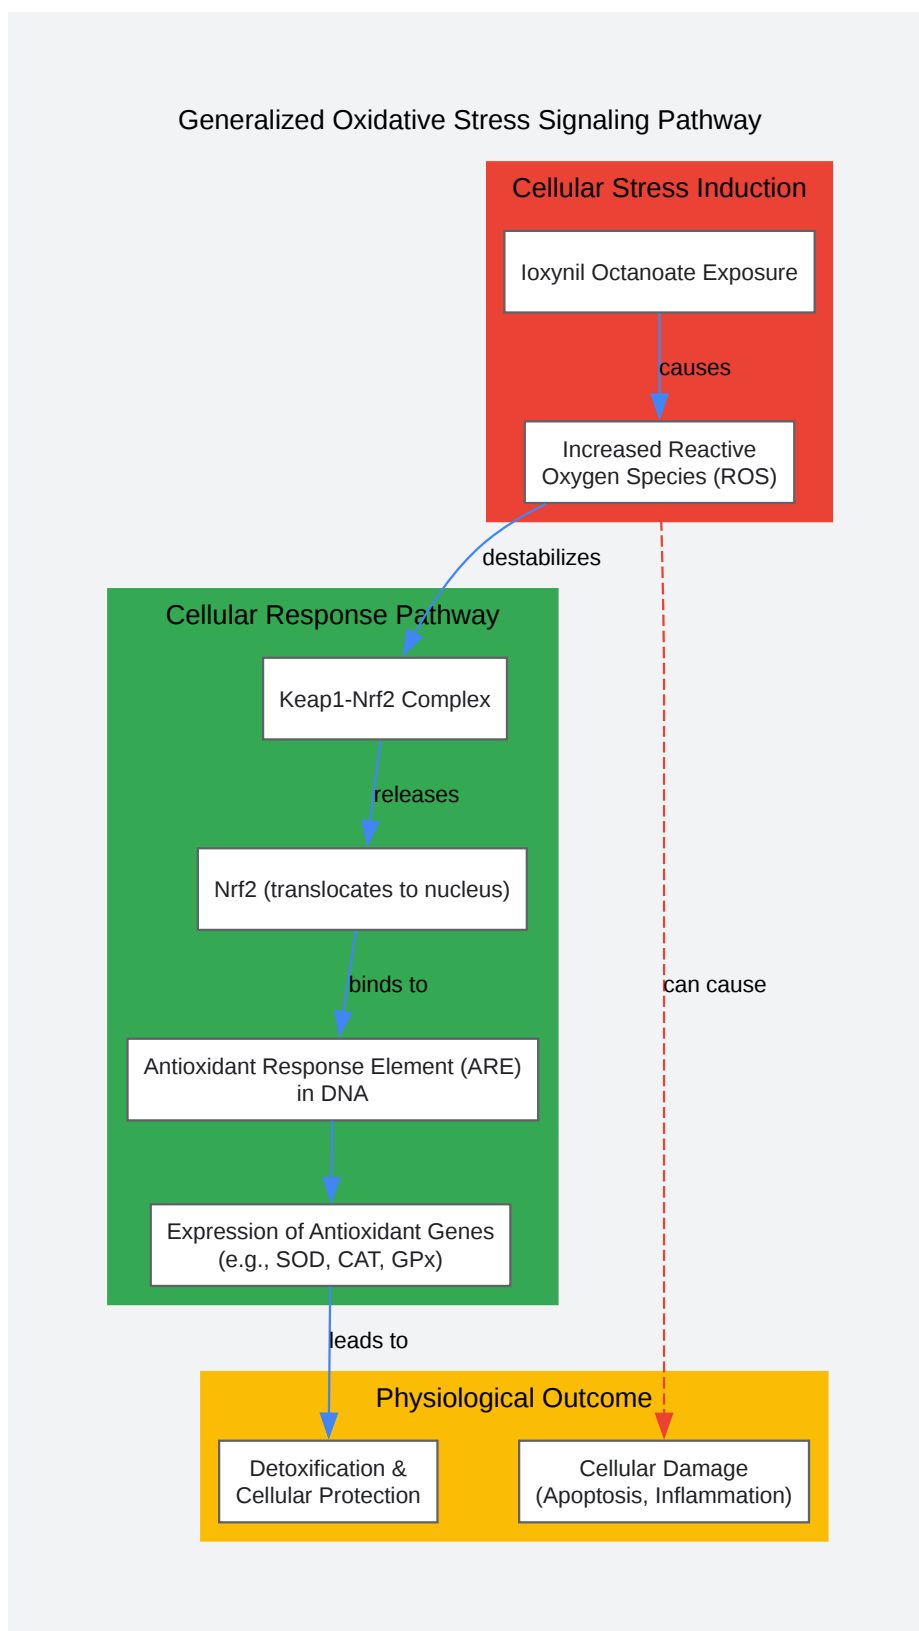 Generalized Oxidative Stress Signaling Pathway
Cellular Stress Induction
Ioxynil Octanoate Exposure
causes
Increased Reactive
Oxygen Species (ROS)
destabilizes
Cellular Response Pathway
Keap1-Nrf2 Complex
releases
Nrf2 (translocates to nucleus)
binds to
can cause
Antioxidant Response Element (ARE)
in DNA
Expression of Antioxidant Genes
(e.g., SOD, CAT, GPx)
leads to
Physiological Outcome
Detoxification &
Cellular Protection
Cellular Damage
(Apoptosis, Inflammation)